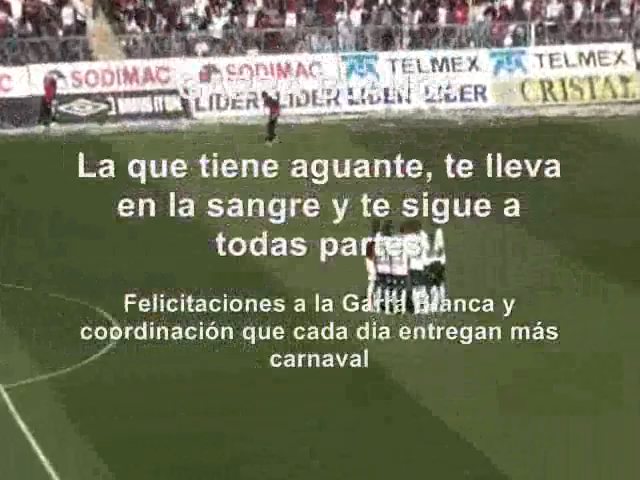 SODIMAC SODIMAC TELMEX TELMEX
LIDER LIDER LIDER LIDER CRISTAL
La que tiene aguante, te lleva
en la sangre y te sigue a
todas partes
Felicitaciones a la Garra Blanca y
coordinación que cada dia entregan más
carnaval